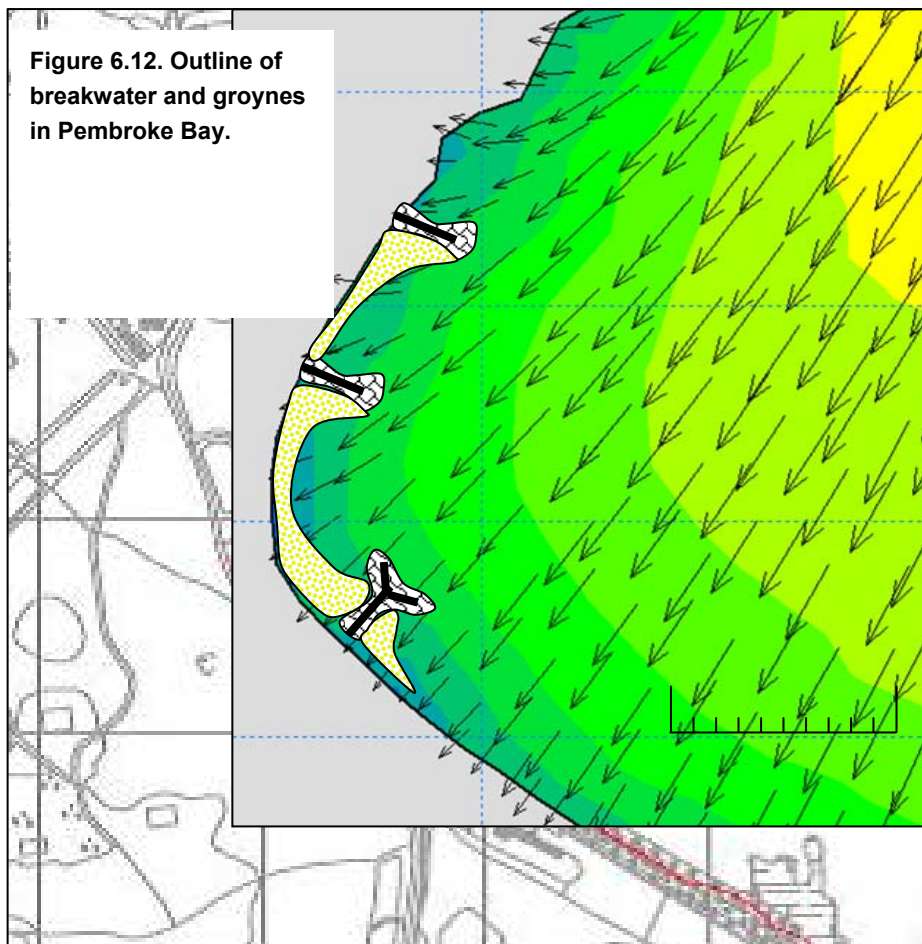 Figure 6.12. Outline of
breakwater and groynes
in Pembroke Bay.